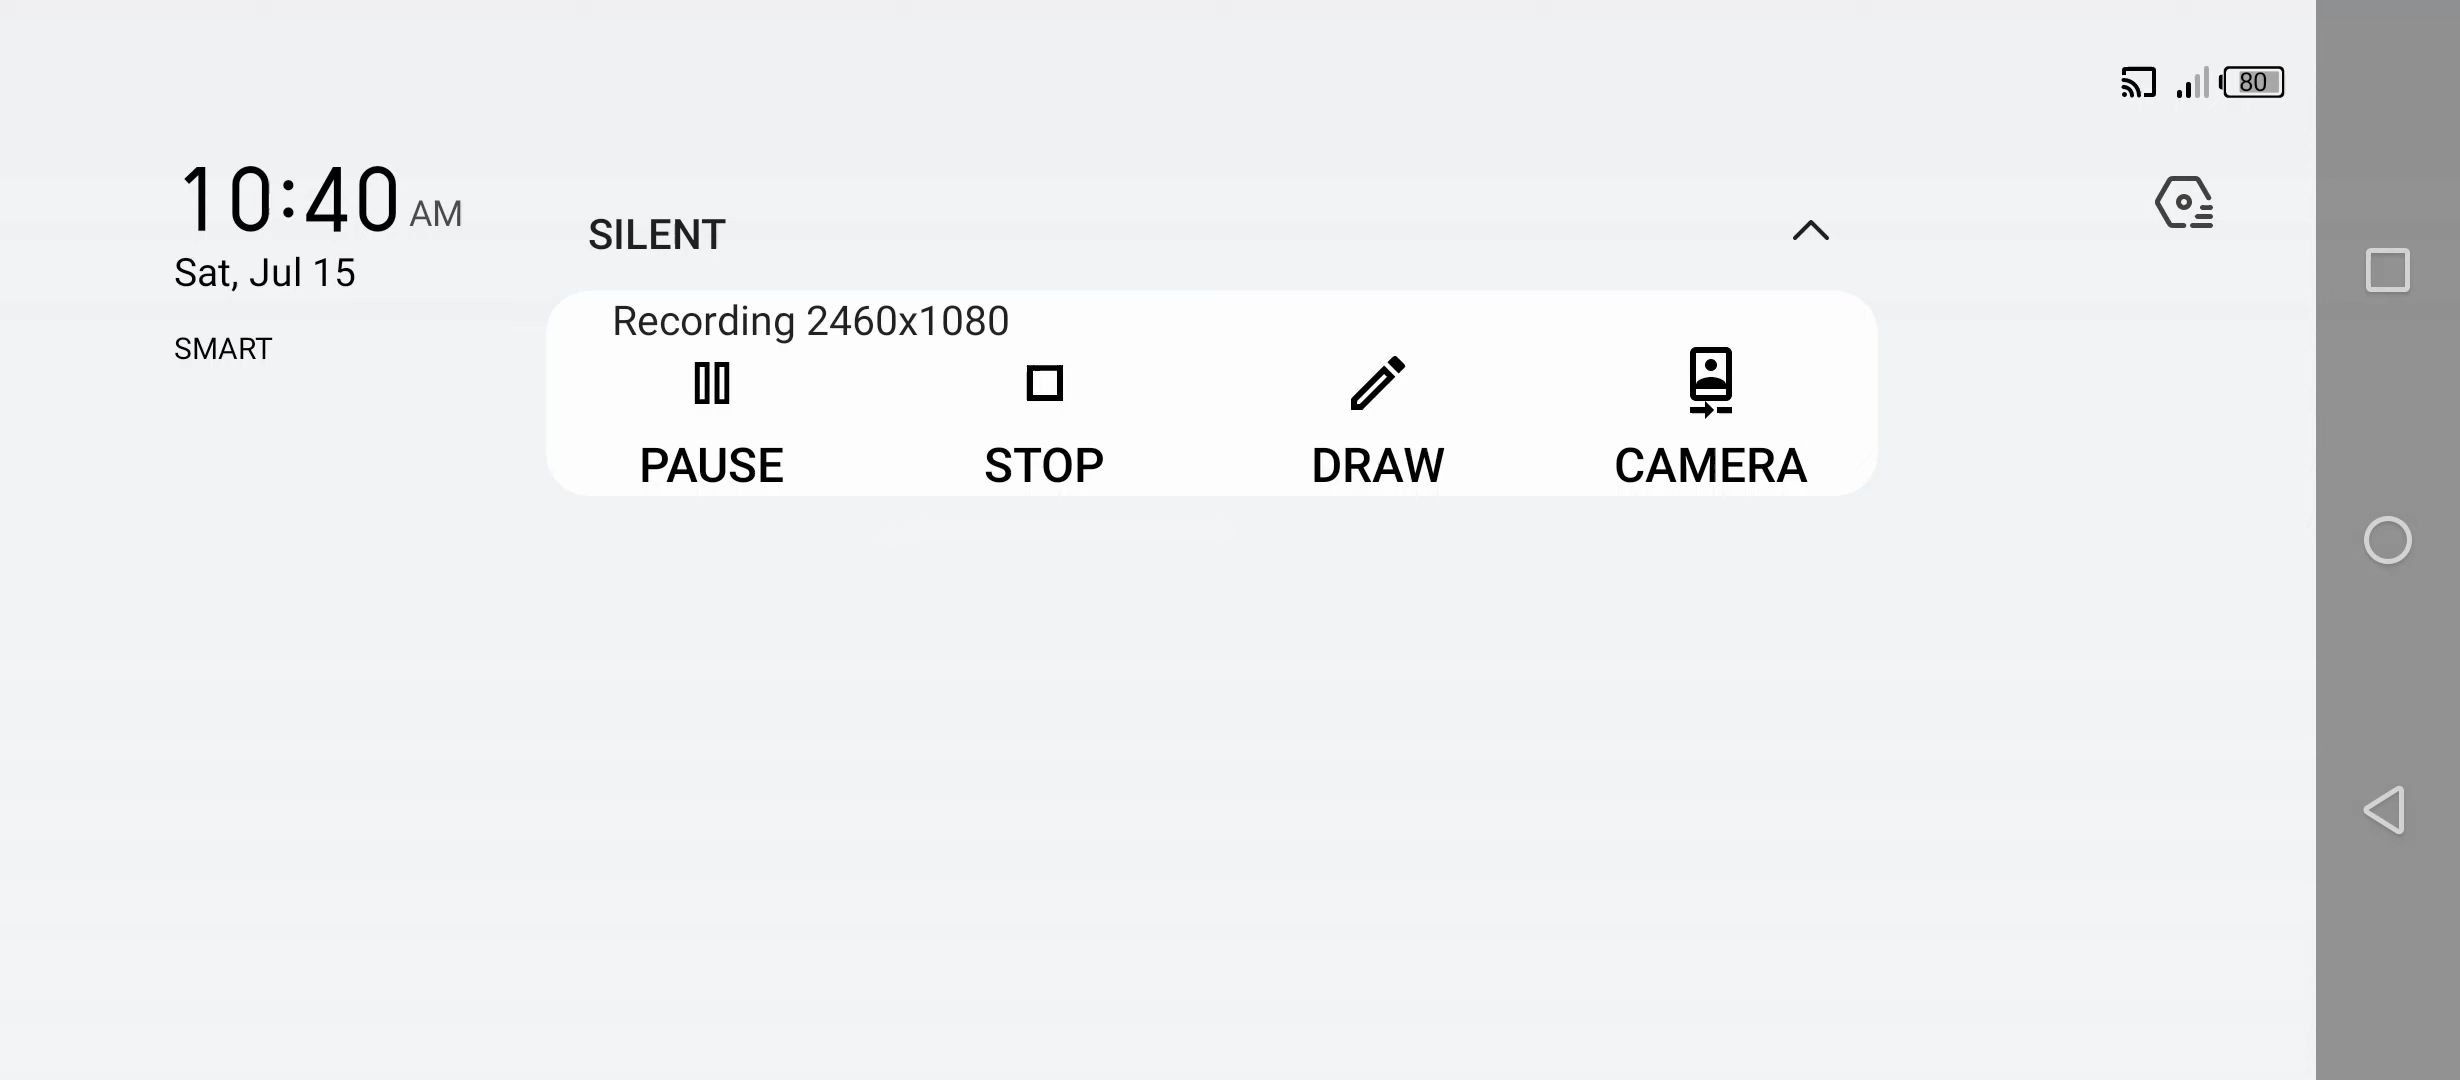 80
10:40 AM
Sat, Jul 15
SMART
SILENT
Recording 2460x1080
PAUSE STOP DRAW CAMERA